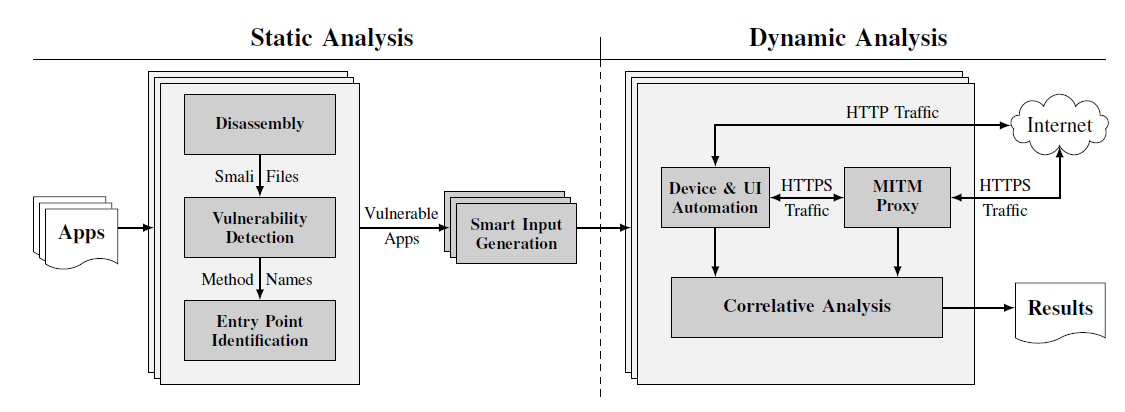 Static Analysis
Dynamic Analysis
Apps
Disassembly
Smali Files
Vulnerability
Detection
Method Names
Entry Point
Identification
Vulnerable
Apps
Smart Input
Generation
HTTP Traffic
Internet
Device & UI
Automation
HTTPS
Traffic
MITM
Proxy
HTTPS
Traffic
Correlative Analysis
Results